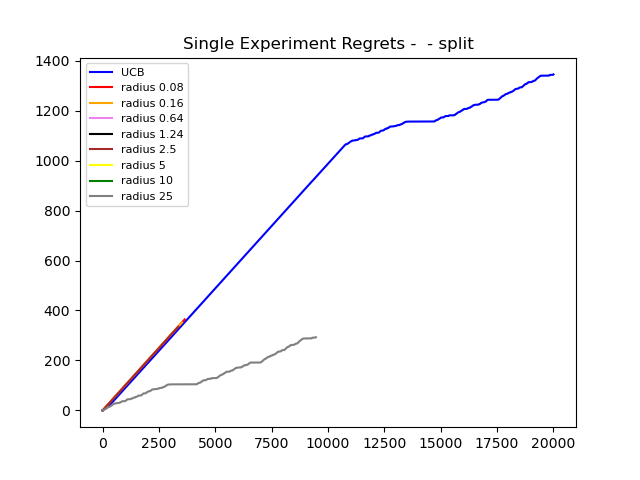 Single Experiment Regrets -  - split
1400
1200
1000
800
600
400
200
0
UCB
radius 0.08
radius 0.16
radius 0.64
radius 1.24
radius 2.5
radius 5
radius 10
radius 25
0 2500 5000 7500 10000 12500 15000 17500 20000